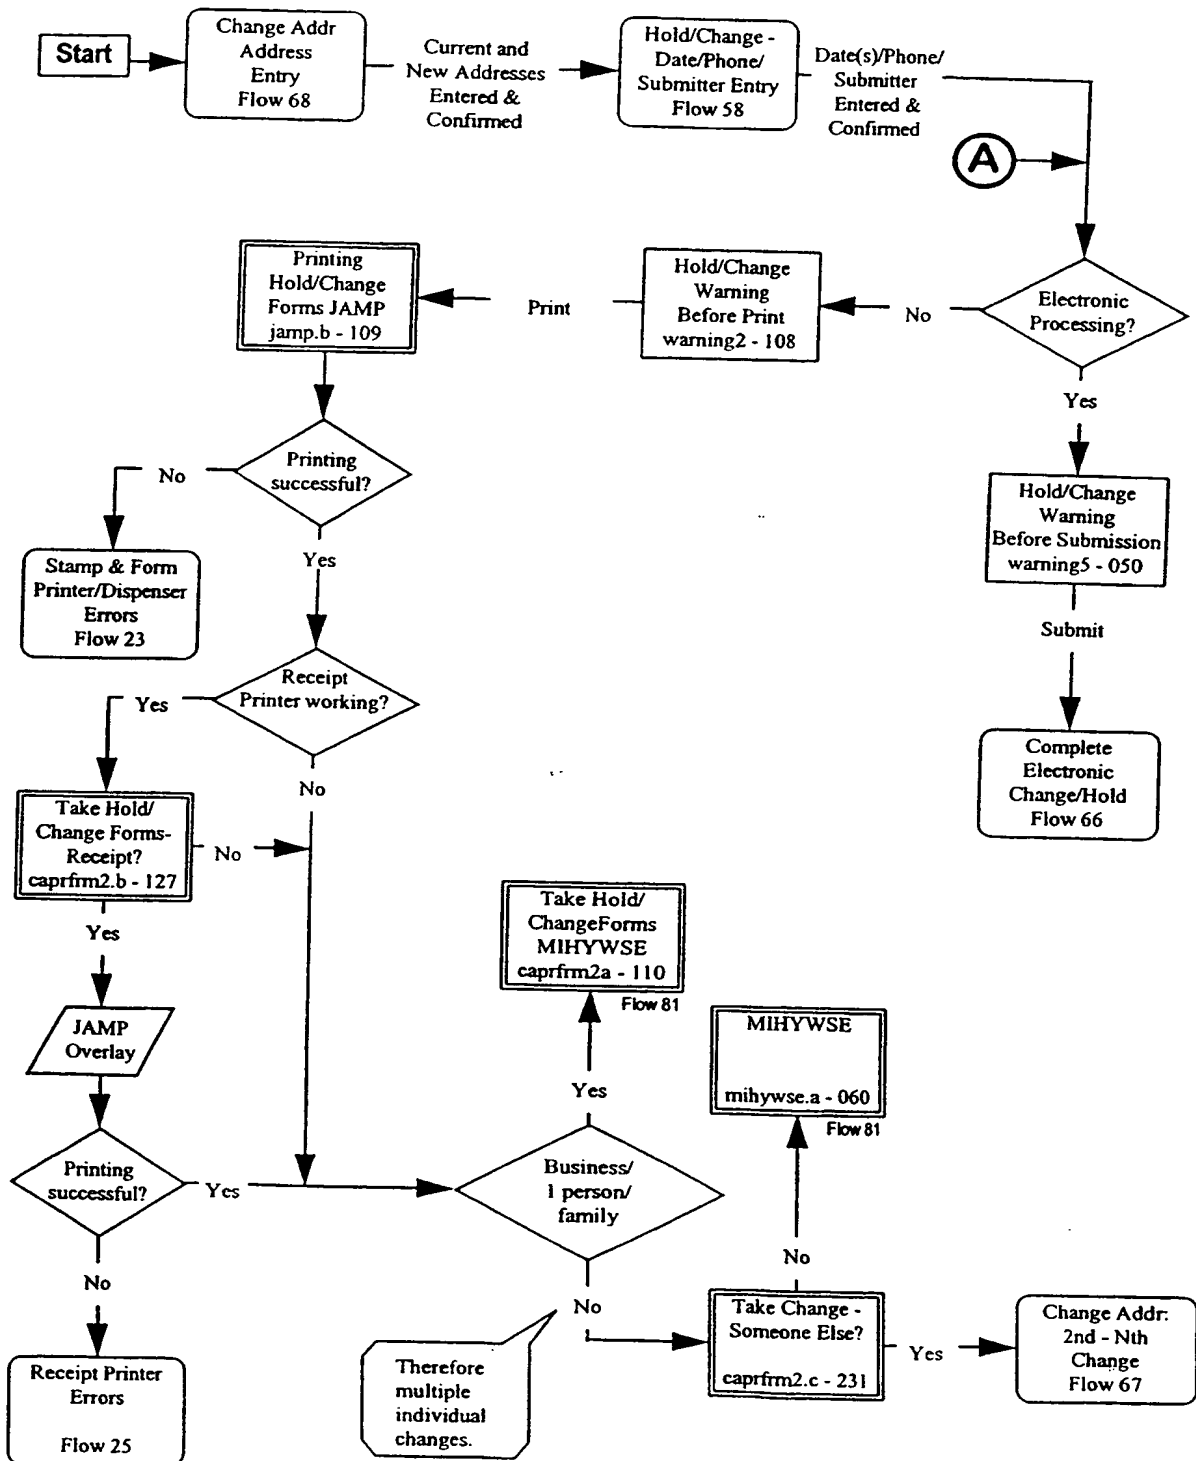 Start
Change Addr
Address
Entry
Flow 68
Current and
New Addresses
Entered &
Confirmed
Hold/Change -
Date/Phone/
Submitter Entry
Flow 58
Date(s)/Phone/
Submitter
Entered &
Confirmed
A
Printing
Hold/Change
Forms JAMP
jamp.b - 109
Print
Hold/Change
Warning
Before Print
warning2 - 108
No
Electronic
Processing?
Yes
Printing
successful?
No
Yes
Stamp & Form
Printer/Dispenser
Errors
Flow 23
Hold/Change
Warning
Before Submission
warning5 - 050
Submit
Complete
Electronic
Change/Hold
Flow 66
Receipt
Printer working?
Yes
No
Take Hold/
Change Forms-
Receipt?
caprfrm2.b - 127
No
Yes
JAMP
Overlay
Printing
successful?
Yes
No
Receipt Printer
Errors
Flow 25
Take Hold/
ChangeForms
MIHYWSE
caprfrm2a - 110
Flow 81
Yes
MIHYWSE
mihywse.a - 060
Flow 81
Business/
1 person/
family
No
No
Therefore
multiple
individual
changes.
Take Change -
Someone Else?
caprfrm2.c - 231
Yes
Change Addr:
2nd - Nth
Change
Flow 67